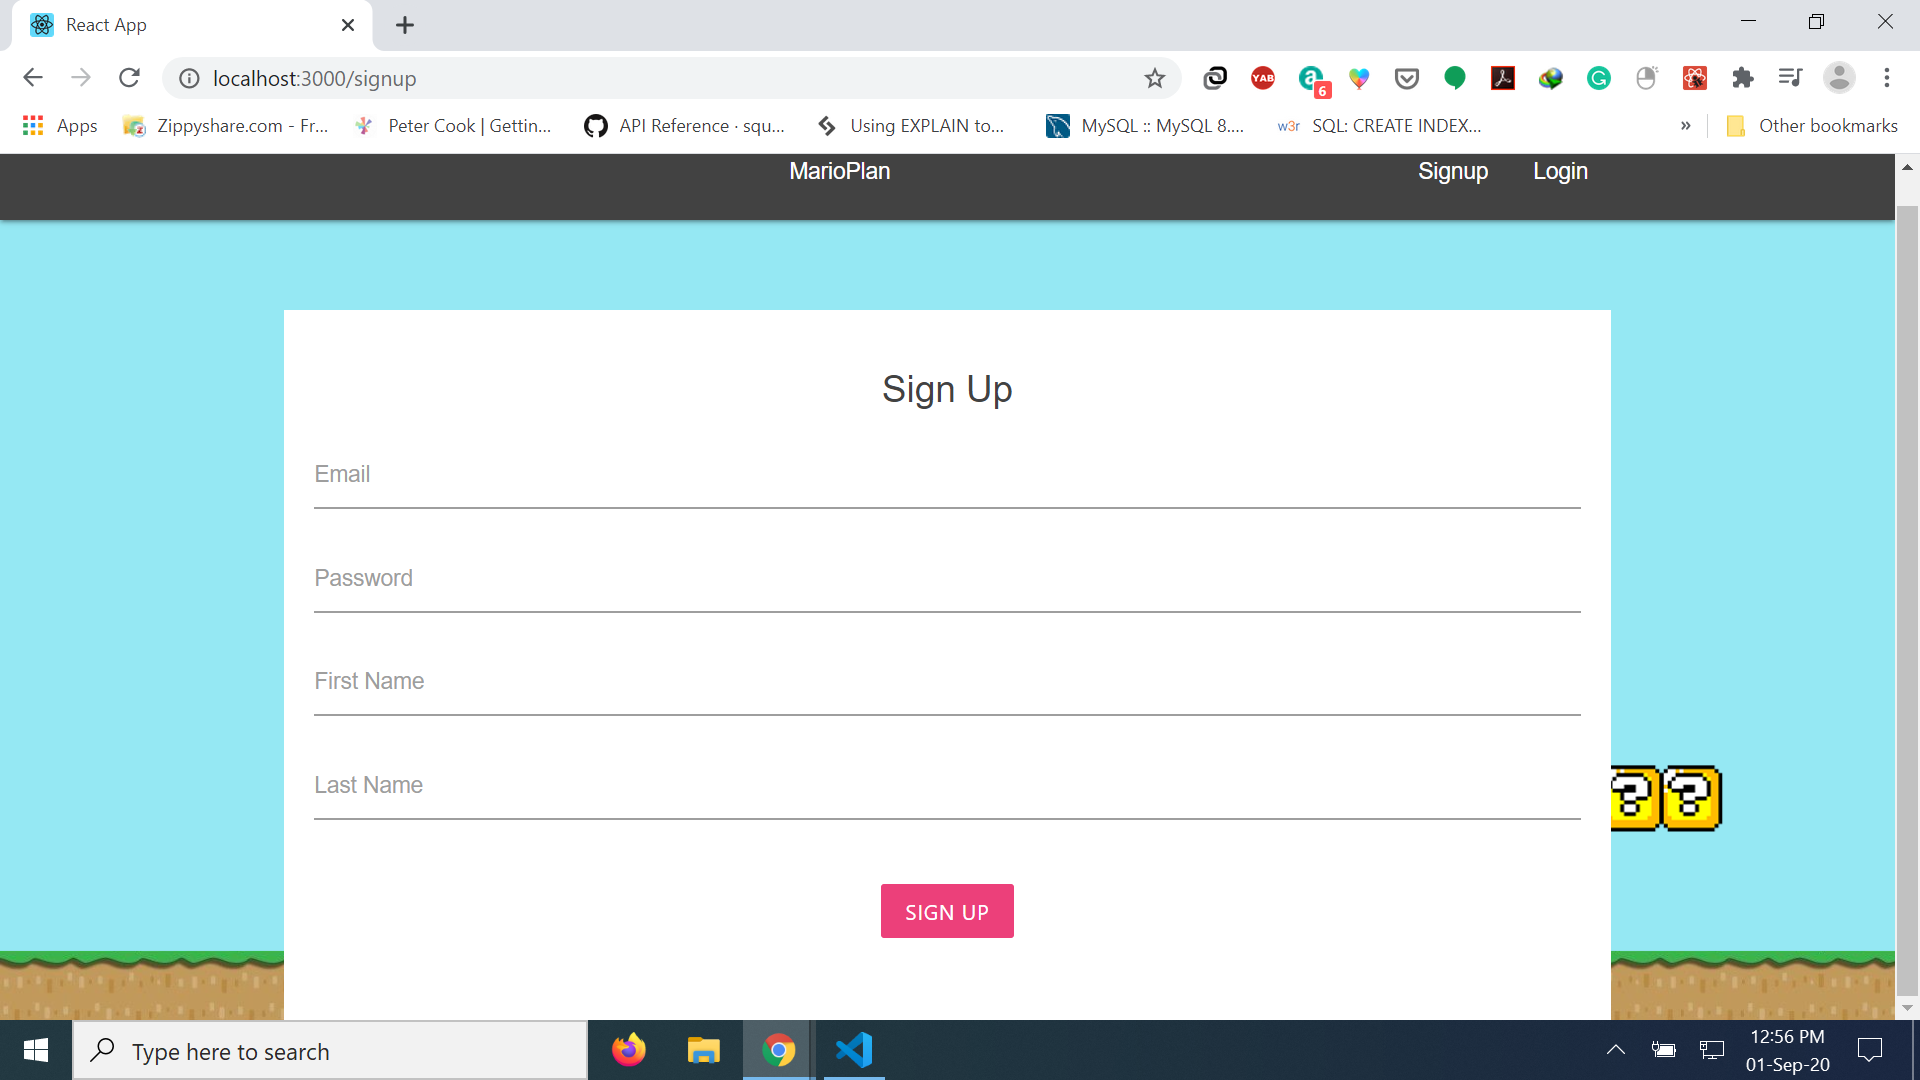 React App
localhost:3000/signup
YAB
a
6
G
Apps
Zippyshare.com - Fr...
Peter Cook | Gettin...
API Reference · squ...
Using EXPLAIN to...
MySQL :: MySQL 8....
w3r
SQL: CREATE INDEX...
»
Other bookmarks
MarioPlan
Signup
Login
Sign Up
Email
Password
First Name
Last Name
? ?
SIGN UP
Type here to search
12:56 PM
01-Sep-20